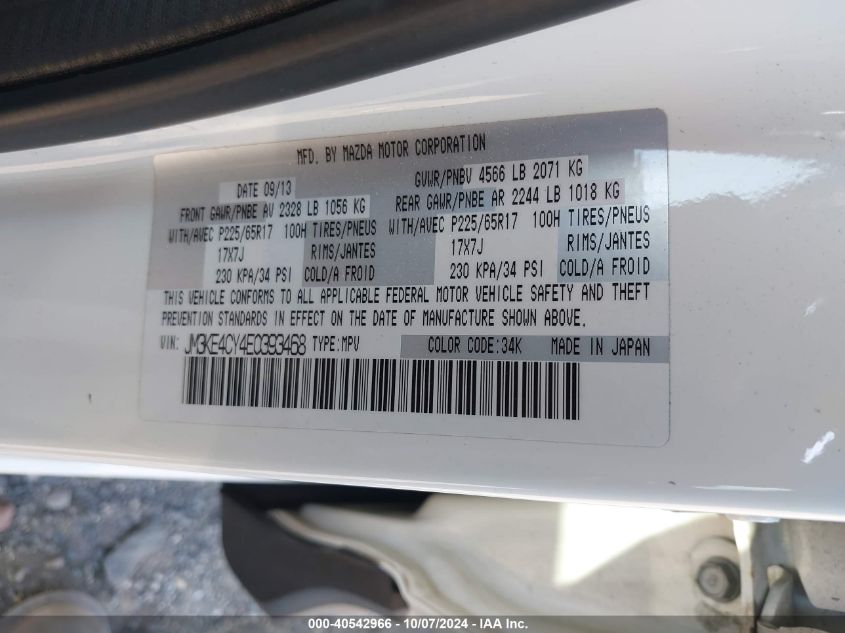 MFD. BY MAZDA MOTOR CORPORATION
DATE 09/13 GVWR/PNBV 4566 LB 2071 KG
FRONT GAWR/PNBE AV 2328 LB 1056 KG REAR GAWR/PNBE AR 2244 LB 1018 KG
WITH/AVEC P225/65R17 100H TIRES/PNEUS WITH/AVEC P225/65R17 100H TIRES/PNEUS
17X7J RIMS/JANTES 17X7J RIMS/JANTES
230 KPA/34 PSI COLD/A FROID 230 KPA/34 PSI COLD/A FROID
THIS VEHICLE CONFORMS TO ALL APPLICABLE FEDERAL MOTOR VEHICLE SAFETY AND THEFT
PREVENTION STANDARDS IN EFFECT ON THE DATE OF MANUFACTURE SHOWN ABOVE.
VIN: JM3KE4CY4E0393468 TYPE:MPV COLOR CODE:34K MADE IN JAPAN
000-40542966 - 10/07/2024 - IAA Inc.